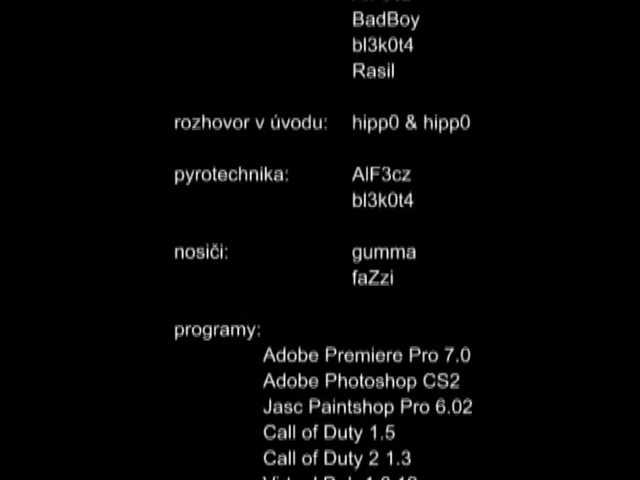 BadBoy
bl3k0t4
Rasil
rozhovor v úvodu: hipp0 & hipp0
pyrotechnika: AlF3cz
bl3k0t4
nosiči: gumma
faZzi
programy:
Adobe Premiere Pro 7.0
Adobe Photoshop CS2
Jasc Paintshop Pro 6.02
Call of Duty 1.5
Call of Duty 2 1.3